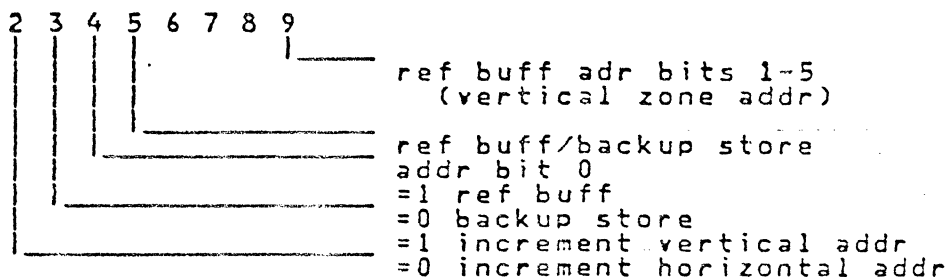 2 3 4 5 6 7 8 9
ref buff adr bits 1-5
(vertical zone addr)
ref buff/backup store
addr bit 0
=1 ref buff
=0 backup store
=1 increment vertical addr
=0 increment horizontal addr